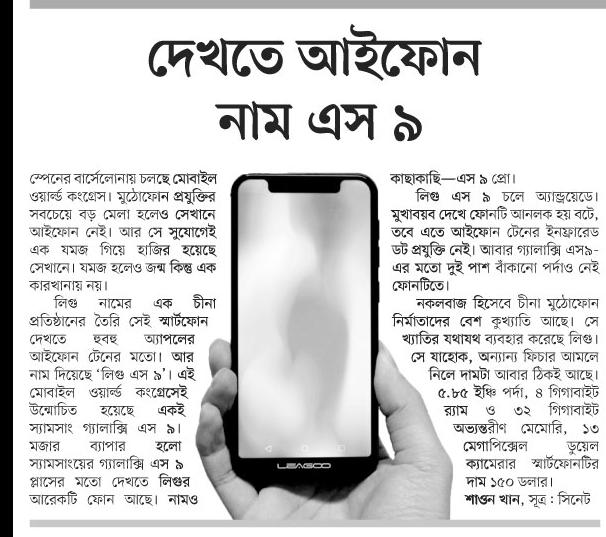 দেখতে আইফোন
নাম এস ৯
স্পেনের বার্সেলোনায় চলছে মোবাইল
ওয়ার্ল্ড কংগ্রেস। মুঠোফোন প্রযুক্তির
সবচেয়ে বড় মেলা হলেও সেখানে
আইফোন নেই। আর সে সুযোগেই
এক যমজ গিয়ে হাজির হয়েছে
সেখানে। যমজ হলেও জন্ম কিন্তু এক
কারখানায় নয়।
লিগু নামের এক চীনা
প্রতিষ্ঠানের তৈরি সেই স্মার্টফোন
দেখতে হুবহু অ্যাপলের
আইফোন টেনের মতো। আর
নাম দিয়েছে ‘লিগু এস ৯’। এই
মোবাইল ওয়ার্ল্ড কংগ্রেসেই
উন্মোচিত হয়েছে একই
স্যামসাং গ্যালাক্সি এস ৯।
মজার ব্যাপার হলো
স্যামসাংয়ের গ্যালাক্সি এস ৯
প্লাসের মতো দেখতে লিগুর
আরেকটি ফোন আছে। নামও
LEAGOO
কাছাকাছি—এস ৯ প্রো।
লিগু এস ৯ চলে অ্যান্ড্রয়েডে।
মুখাবয়ব দেখে ফোনটি আনলক হয় বটে,
তবে এতে আইফোন টেনের ইনফ্রারেড
ডট প্রযুক্তি নেই। আবার গ্যালাক্সি এস৯-
এর মতো দুই পাশ বাঁকানো পর্দাও নেই
ফোনটিতে।
নকলবাজ হিসেবে চীনা মুঠোফোন
নির্মাতাদের বেশ কুখ্যাতি আছে। সে
খ্যাতির যথাযথ ব্যবহার করেছে লিগু।
সে যাহোক, অন্যান্য ফিচার আমলে
নিলে দামটা আবার ঠিকই আছে।
৫.৮৫ ইঞ্চি পর্দা, ৪ গিগাবাইট
র‍্যাম ও ৩২ গিগাবাইট
অভ্যন্তরীণ মেমোরি, ১৩
মেগাপিক্সেল ডুয়েল
ক্যামেরার স্মার্টফোনটির
দাম ১৫০ ডলার।
শাওন খান, সূত্র : সিনেট